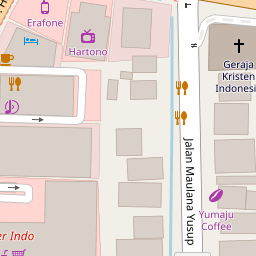 Erafone
Hartono
Geraja
Kristen
Indonesi
Jalan Maulana Yusup
Yumaju
Coffee
er Indo